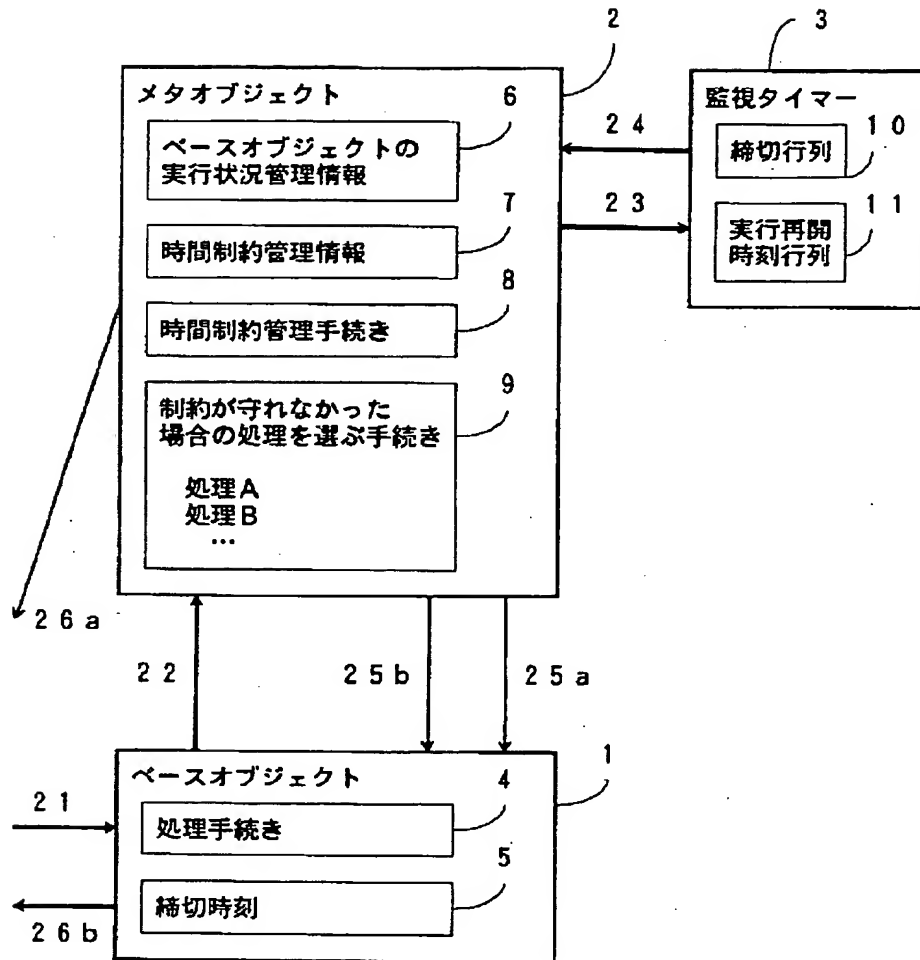 2
3
メタオブジェクト
6
監視タイマー
24
10
ベースオブジェクトの
実行状況管理情報
締切行列
23
7
11
時間制約管理情報
実行再開
時刻行列
8
時間制約管理手続き
9
制約が守れなかった
場合の処理を選ぶ手続き
処理A
処理B
…
26a
22
25b
25a
1
ベースオブジェクト
4
21
処理手続き
5
締切時刻
26b